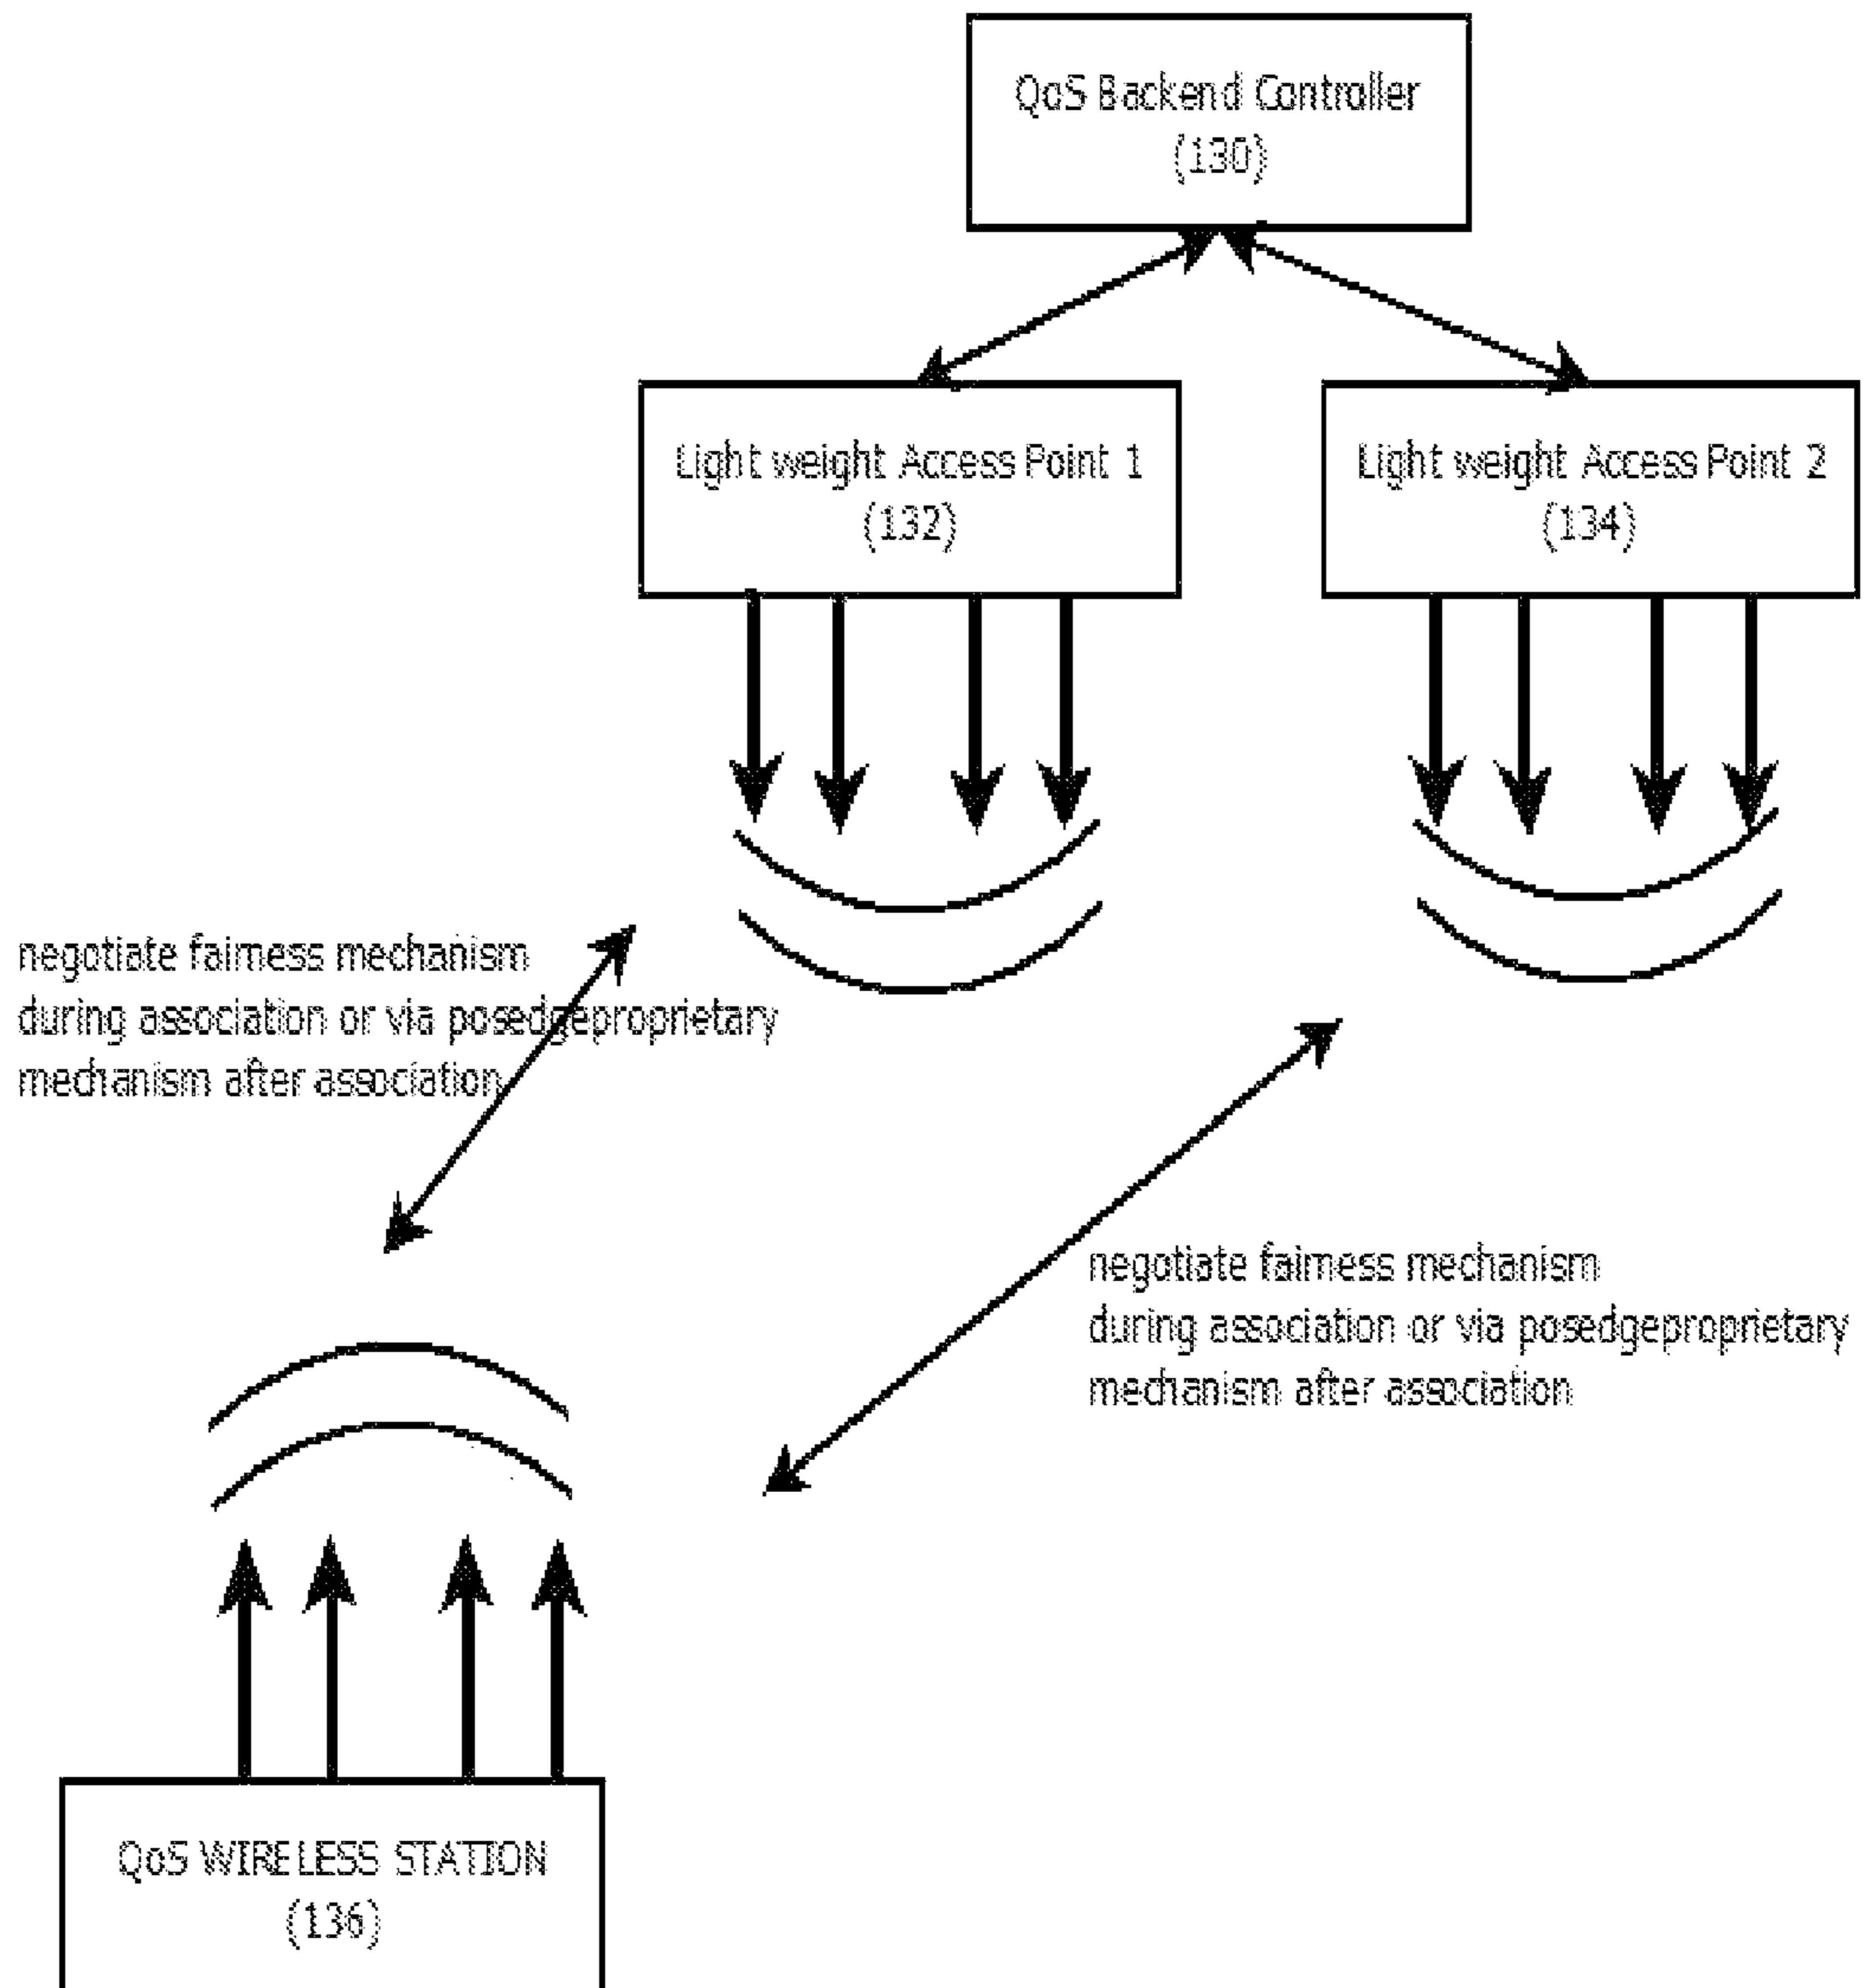 QoS Backend Controller
(130)
Light weight Access Point 1
(132)
Light weight Access Point 2
(134)
negotiate fairness mechanism
during association or via posedgeproprietary
mechanism after association
negotiate fairness mechanism
during association or via posedgeproprietary
mechanism after association
QoS WIRELESS STATION
(136)